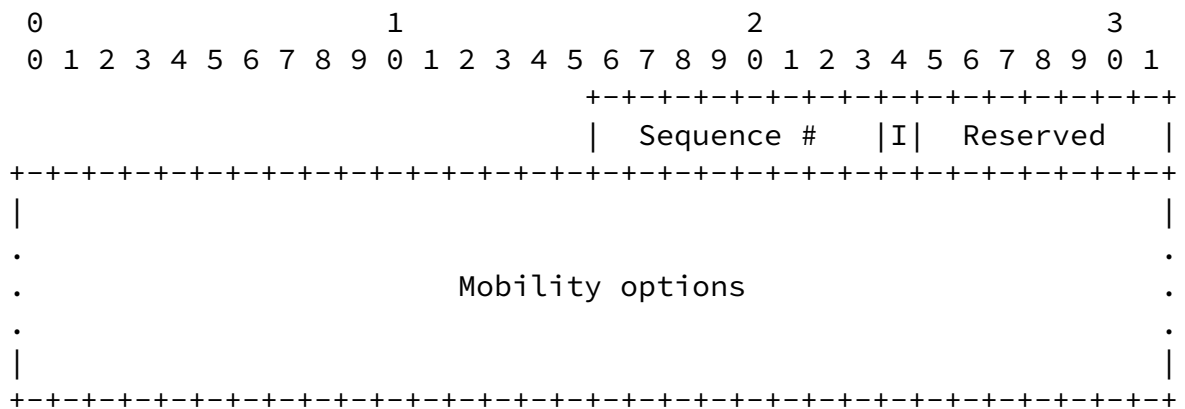 0                   1                   2                   3
 0 1 2 3 4 5 6 7 8 9 0 1 2 3 4 5 6 7 8 9 0 1 2 3 4 5 6 7 8 9 0 1
                                +-+-+-+-+-+-+-+-+-+-+-+-+-+-+-+-+
                                |  Sequence #   |I|  Reserved   |
+-+-+-+-+-+-+-+-+-+-+-+-+-+-+-+-+-+-+-+-+-+-+-+-+-+-+-+-+-+-+-+-+
|                                                               |
.                                                               .
.                        Mobility options                       .
.                                                               .
|                                                               |
+-+-+-+-+-+-+-+-+-+-+-+-+-+-+-+-+-+-+-+-+-+-+-+-+-+-+-+-+-+-+-+-+